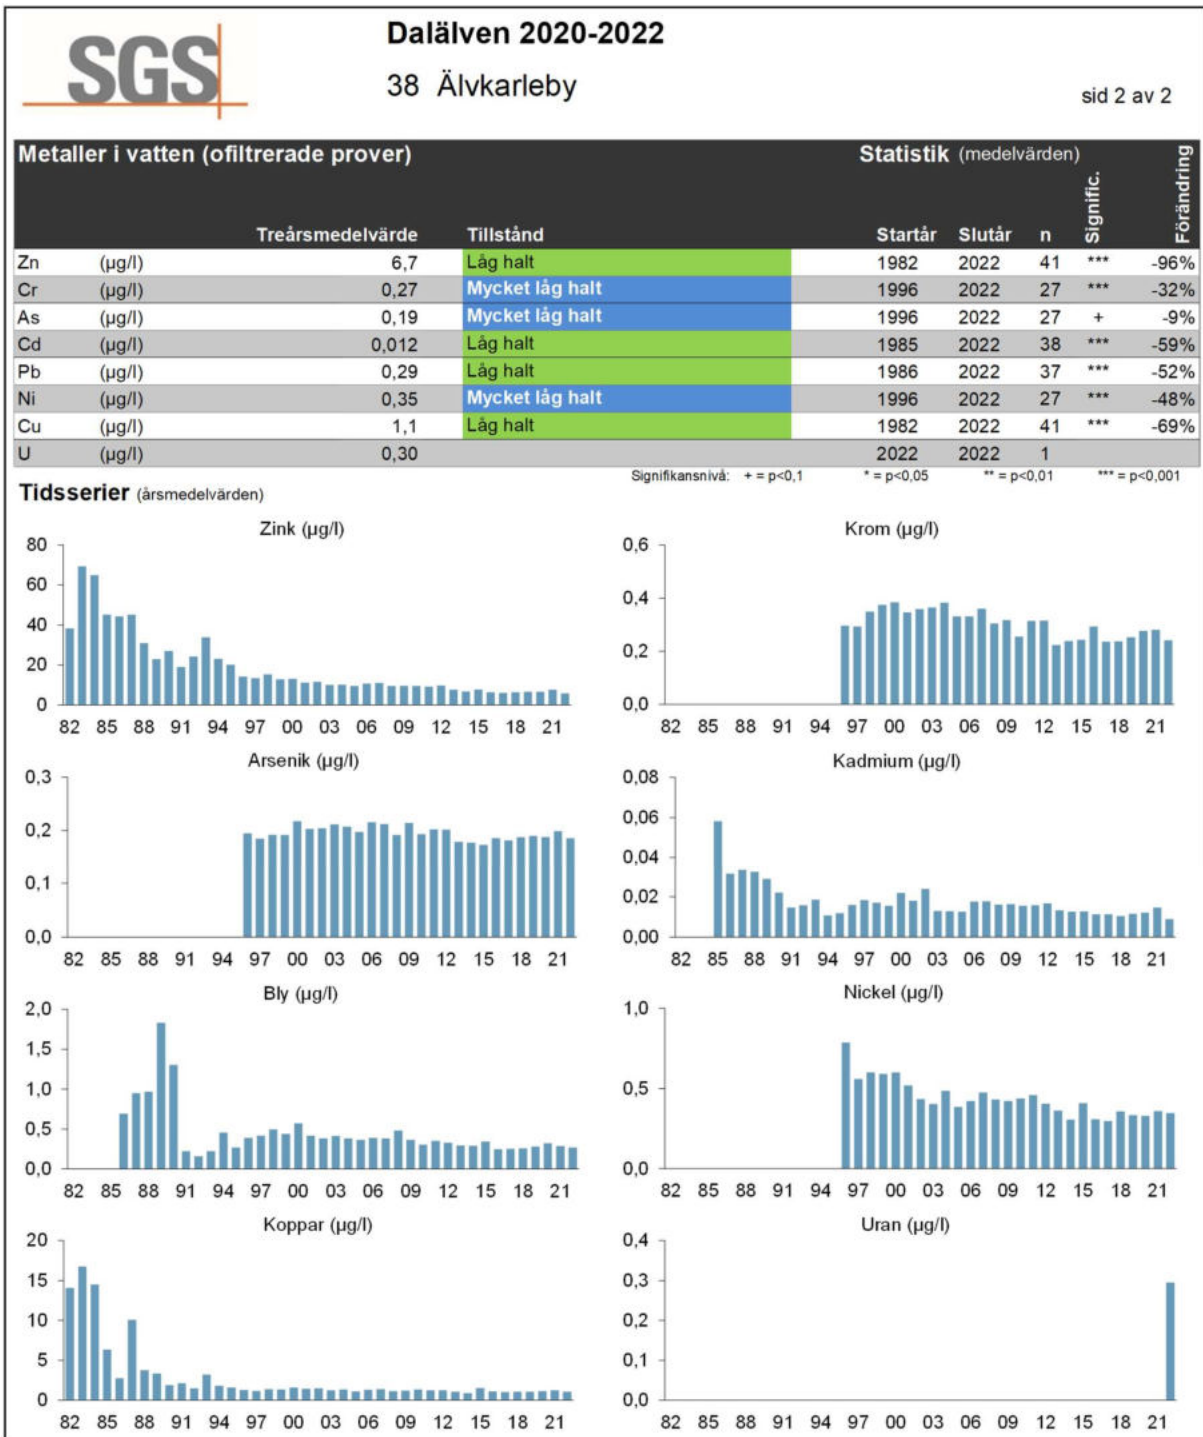 SGS
Dalälven 2020-2022
38 Älvkarleby
sid 2 av 2
Metaller i vatten (ofiltrerade prover) Statistik (medelvärden)
Treårsmedelvärde Tillstånd Startår Slutår n Signific. Förändring
Zn (µg/l) 6,7 Låg halt 1982 2022 41 *** -96%
Cr (µg/l) 0,27 Mycket låg halt 1996 2022 27 *** -32%
As (µg/l) 0,19 Mycket låg halt 1996 2022 27 + -9%
Cd (µg/l) 0,012 Låg halt 1985 2022 38 *** -59%
Pb (µg/l) 0,29 Låg halt 1986 2022 37 *** -52%
Ni (µg/l) 0,35 Mycket låg halt 1996 2022 27 *** -48%
Cu (µg/l) 1,1 Låg halt 1982 2022 41 *** -69%
U (µg/l) 0,30 2022 2022 1
Signifikansnivå: + = p<0,1 * = p<0,05 ** = p<0,01 *** = p<0,001
Tidsserier (årsmedelvärden)
Zink (µg/l)
80
60
40
20
0
82 85 88 91 94 97 00 03 06 09 12 15 18 21
Krom (µg/l)
0,6
0,4
0,2
0,0
82 85 88 91 94 97 00 03 06 09 12 15 18 21
Arsenik (µg/l)
0,3
0,2
0,1
0,0
82 85 88 91 94 97 00 03 06 09 12 15 18 21
Kadmium (µg/l)
0,08
0,06
0,04
0,02
0,00
82 85 88 91 94 97 00 03 06 09 12 15 18 21
Bly (µg/l)
2,0
1,5
1,0
0,5
0,0
82 85 88 91 94 97 00 03 06 09 12 15 18 21
Nickel (µg/l)
1,0
0,5
0,0
82 85 88 91 94 97 00 03 06 09 12 15 18 21
Koppar (µg/l)
20
15
10
5
0
82 85 88 91 94 97 00 03 06 09 12 15 18 21
Uran (µg/l)
0,4
0,3
0,2
0,1
0,0
82 85 88 91 94 97 00 03 06 09 12 15 18 21